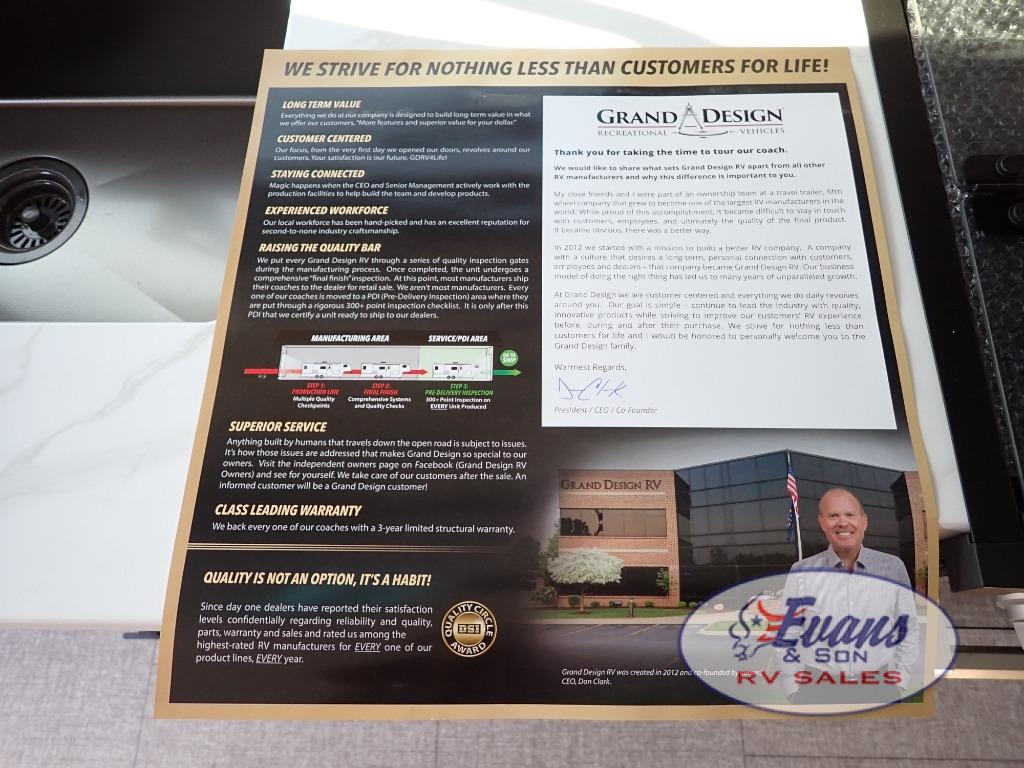 WE STRIVE FOR NOTHING LESS THAN CUSTOMERS FOR LIFE!
LONG TERM VALUE
Everything we do at our company is designed to build long-term value in what
we offer our customers. "More features and superior value for your dollar."
CUSTOMER CENTERED
Our focus, from the very first day we opened our doors, revolves around our
customers. Your satisfaction is our future. GDRV4Life!
STAYING CONNECTED
Magic happens when the CEO and Senior Management actively work with the
production facilities to help build the team and develop products.
EXPERIENCED WORKFORCE
Our local workforce has been hand-picked and has an excellent reputation for
second-to-none industry craftsmanship.
RAISING THE QUALITY BAR
We put every Grand Design RV through a series of quality inspection gates
during the manufacturing process. Once completed, the unit undergoes a
comprehensive "final finish" inspection. At this point, most manufacturers ship
their coaches to the dealer for retail sale. We aren't most manufacturers. Every
one of our coaches is moved to a PDI (Pre-Delivery Inspection) area where they
are put through a rigorous 300+ point inspection checklist. It is only after this
PDI that we certify a unit ready to ship to our dealers.
MANUFACTURING AREA
SERVICE/PDI AREA
OK TO
SHIP
STEP 1:
PRODUCTION LINE
Multiple Quality
Checkpoints
STEP 2:
FINAL FINISH
Comprehensive Systems
and Quality Checks
STEP 3:
PRE DELIVERY INSPECTION
300+ Point Inspection on
EVERY Unit Produced
SUPERIOR SERVICE
Anything built by humans that travels down the open road is subject to issues.
It's how those issues are addressed that makes Grand Design so special to our
owners. Visit the independent owners page on Facebook (Grand Design RV
Owners) and see for yourself. We take care of our customers after the sale. An
informed customer will be a Grand Design customer!
CLASS LEADING WARRANTY
We back every one of our coaches with a 3-year limited structural warranty.
QUALITY IS NOT AN OPTION, IT'S A HABIT!
Since day one dealers have reported their satisfaction
levels confidentially regarding reliability and quality,
parts, warranty and sales and rated us among the
highest-rated RV manufacturers for EVERY one of our
product lines, EVERY year.
QUALITY CIRCLE
DSI
AWARD
GRAND DESIGN
RECREATIONAL VEHICLES
Thank you for taking the time to tour our coach.
We would like to share what sets Grand Design RV apart from all other
RV manufacturers and why this difference is important to you.
My close friends and I were part of an ownership team at a travel trailer, fifth
wheel company that grew to become one of the largest RV manufacturers in the
world. While proud of this accomplishment, it became difficult to stay in touch
with customers, employees, and ultimately the quality of the final product.
It became obvious, there was a better way.
In 2012 we started with a mission to build a better RV company. A company
with a culture that desires a long-term, personal connection with customers,
employees and dealers – that company became Grand Design RV. Our business
model of doing the right thing has led us to many years of unparalleled growth.
At Grand Design we are customer centered and everything we do daily revolves
around you. Our goal is simple – continue to lead the industry with quality,
innovative products while striving to improve our customers' RV experience
before, during and after their purchase. We strive for nothing less than
customers for life and I would be honored to personally welcome you to the
Grand Design family.
Warmest Regards,
President / CEO / Co-Founder
GRAND DESIGN RV
Grand Design RV was created in 2012 and co-founded by
CEO, Don Clark.
Evans
& SON
RV SALES